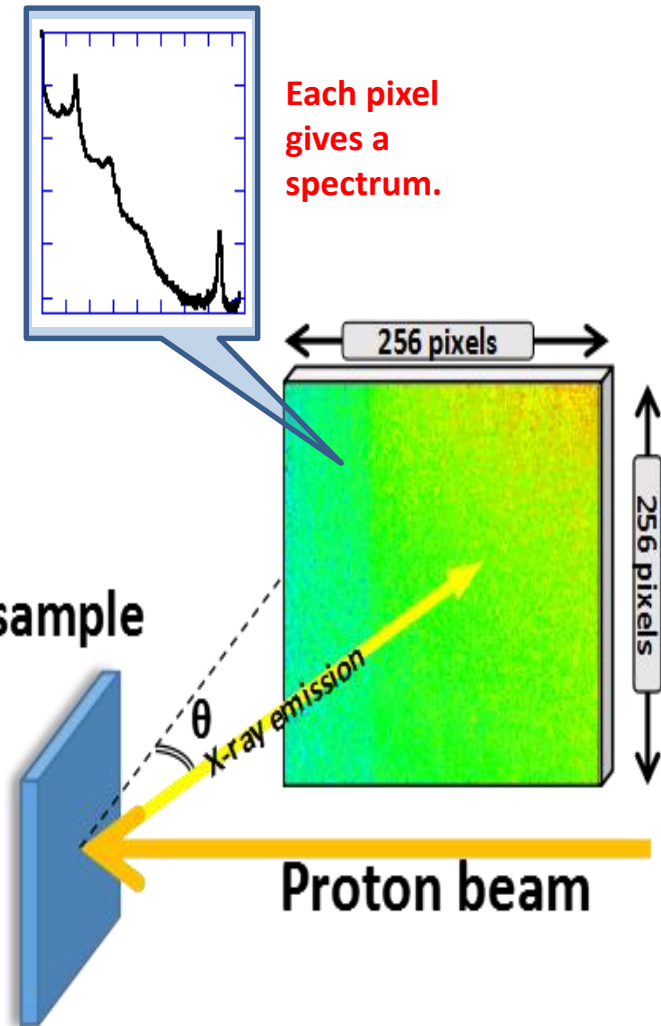 Each pixel
gives a
spectrum.
256 pixels
256 pixels
sample
θ
X-ray emission
Proton beam